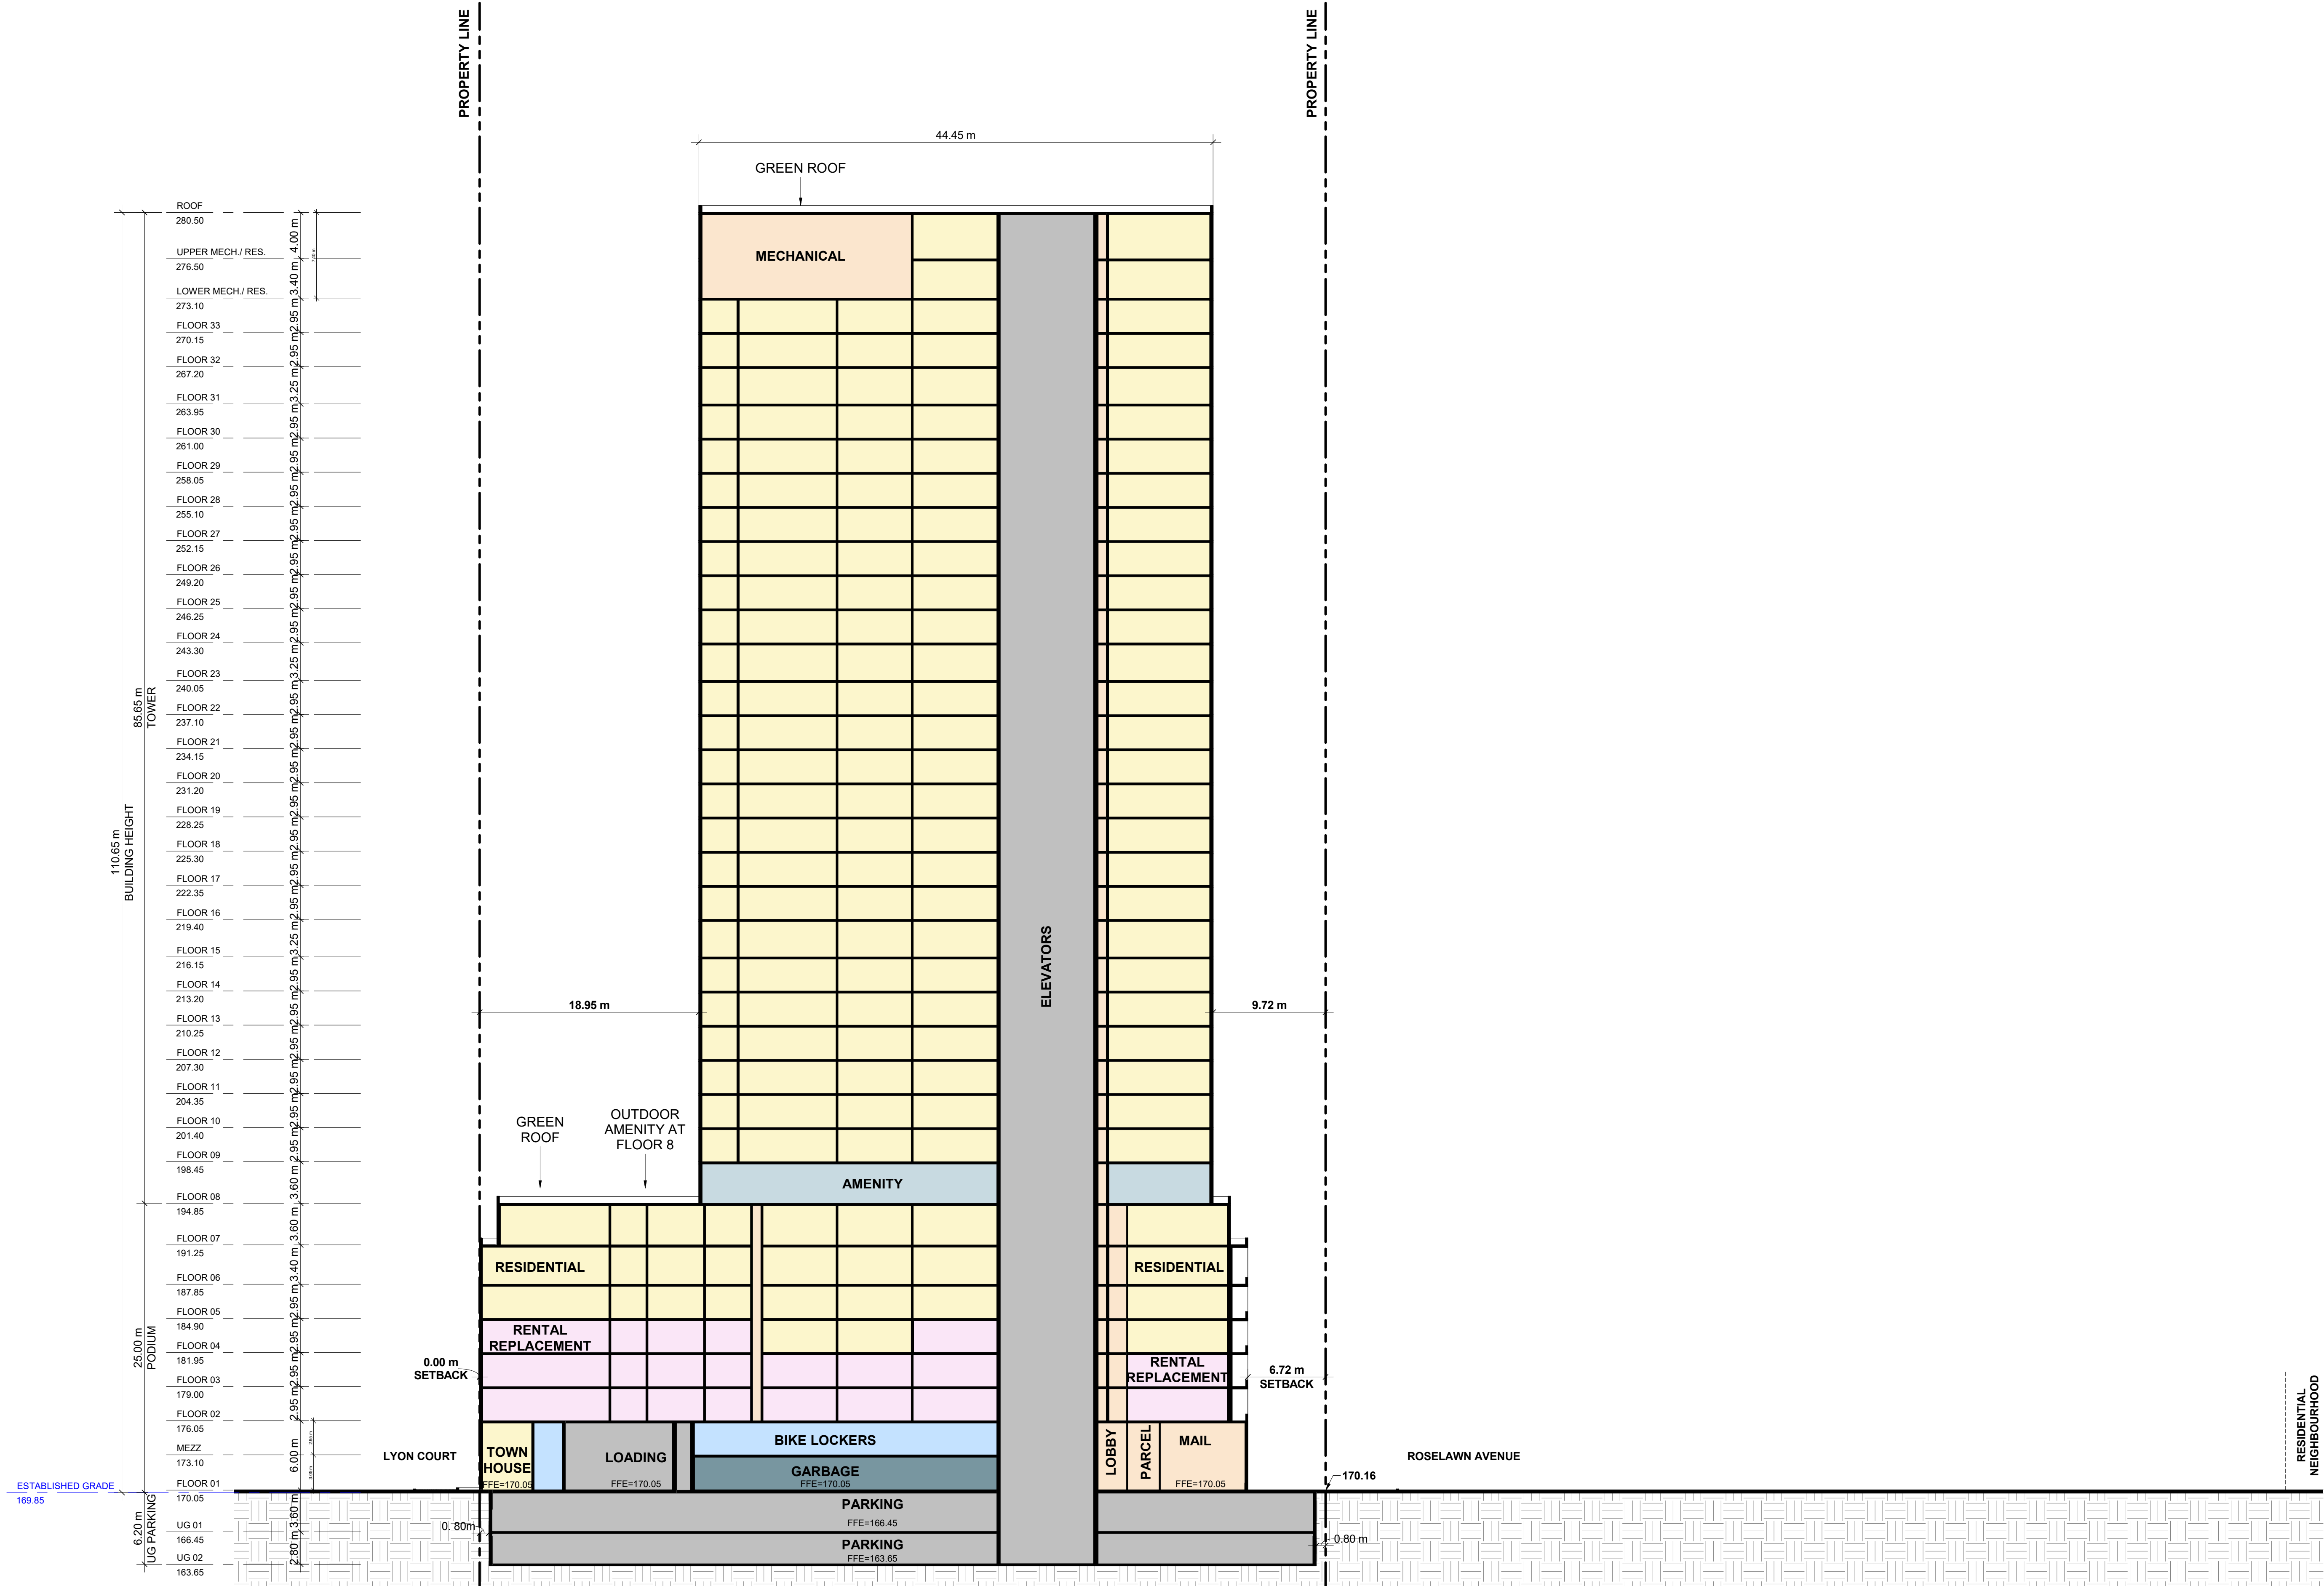 PROPERTY LINE
PROPERTY LINE
44.45 m
GREEN ROOF
ROOF
280.50
4.00 m
7.40 m
UPPER MECH./ RES.
276.50
3.40 m
MECHANICAL
LOWER MECH./ RES.
273.10
2.95 m
FLOOR 33
270.15
2.95 m
FLOOR 32
267.20
3.25 m
FLOOR 31
263.95
2.95 m
FLOOR 30
261.00
2.95 m
FLOOR 29
258.05
2.95 m
FLOOR 28
255.10
2.95 m
FLOOR 27
252.15
2.95 m
FLOOR 26
249.20
2.95 m
FLOOR 25
246.25
2.95 m
FLOOR 24
243.30
3.25 m
FLOOR 23
240.05
2.95 m
85.65 m
TOWER
FLOOR 22
237.10
2.95 m
FLOOR 21
234.15
2.95 m
FLOOR 20
231.20
2.95 m
FLOOR 19
228.25
2.95 m
110.65 m
BUILDING HEIGHT
FLOOR 18
225.30
2.95 m
FLOOR 17
222.35
2.95 m
FLOOR 16
219.40
3.25 m
ELEVATORS
FLOOR 15
216.15
2.95 m
FLOOR 14
213.20
2.95 m
18.95 m
9.72 m
FLOOR 13
210.25
2.95 m
FLOOR 12
207.30
2.95 m
FLOOR 11
204.35
2.95 m
FLOOR 10
201.40
2.95 m
GREEN
ROOF
OUTDOOR
AMENITY AT
FLOOR 8
FLOOR 09
198.45
3.60 m
AMENITY
FLOOR 08
194.85
3.60 m
FLOOR 07
191.25
3.40 m
RESIDENTIAL
RESIDENTIAL
FLOOR 06
187.85
2.95 m
FLOOR 05
184.90
2.95 m
25.00 m
PODIUM
RENTAL
REPLACEMENT
FLOOR 04
181.95
2.95 m
0.00 m
SETBACK
RENTAL
REPLACEMENT
6.72 m
SETBACK
FLOOR 03
179.00
2.95 m
FLOOR 02
176.05
2.95 m
6.00 m
MEZZ
173.10
3.05 m
LYON COURT
TOWN
HOUSE
FFE=170.05
LOADING
FFE=170.05
BIKE LOCKERS
GARBAGE
FFE=170.05
LOBBY
PARCEL
MAIL
FFE=170.05
ROSELAWN AVENUE
RESIDENTIAL
NEIGHBOURHOOD
170.16
ESTABLISHED GRADE
169.85
FLOOR 01
170.05
3.60 m
PARKING
FFE=166.45
6.20 m
UG PARKING
UG 01
166.45
2.80 m
0. 80m
PARKING
FFE=163.65
0.80 m
UG 02
163.65